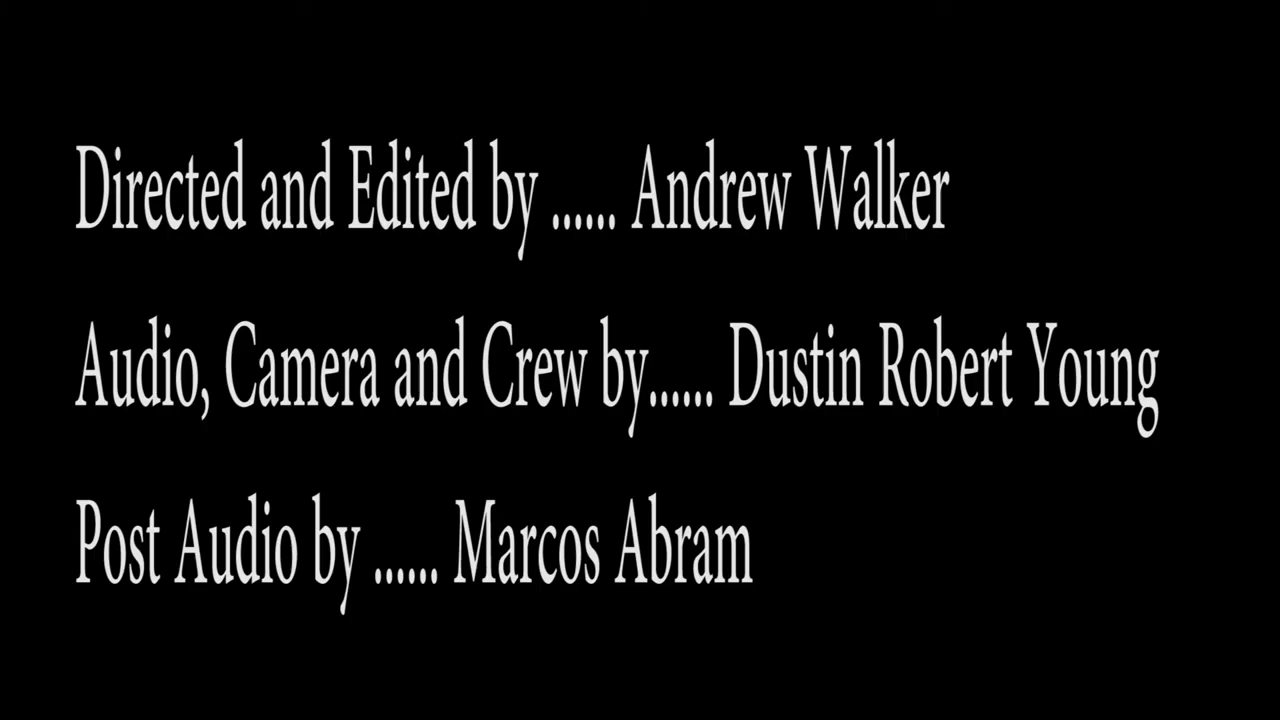 Directed and Edited by ...... Andrew Walker
Audio, Camera and Crew by...... Dustin Robert Young
Post Audio by ...... Marcos Abram